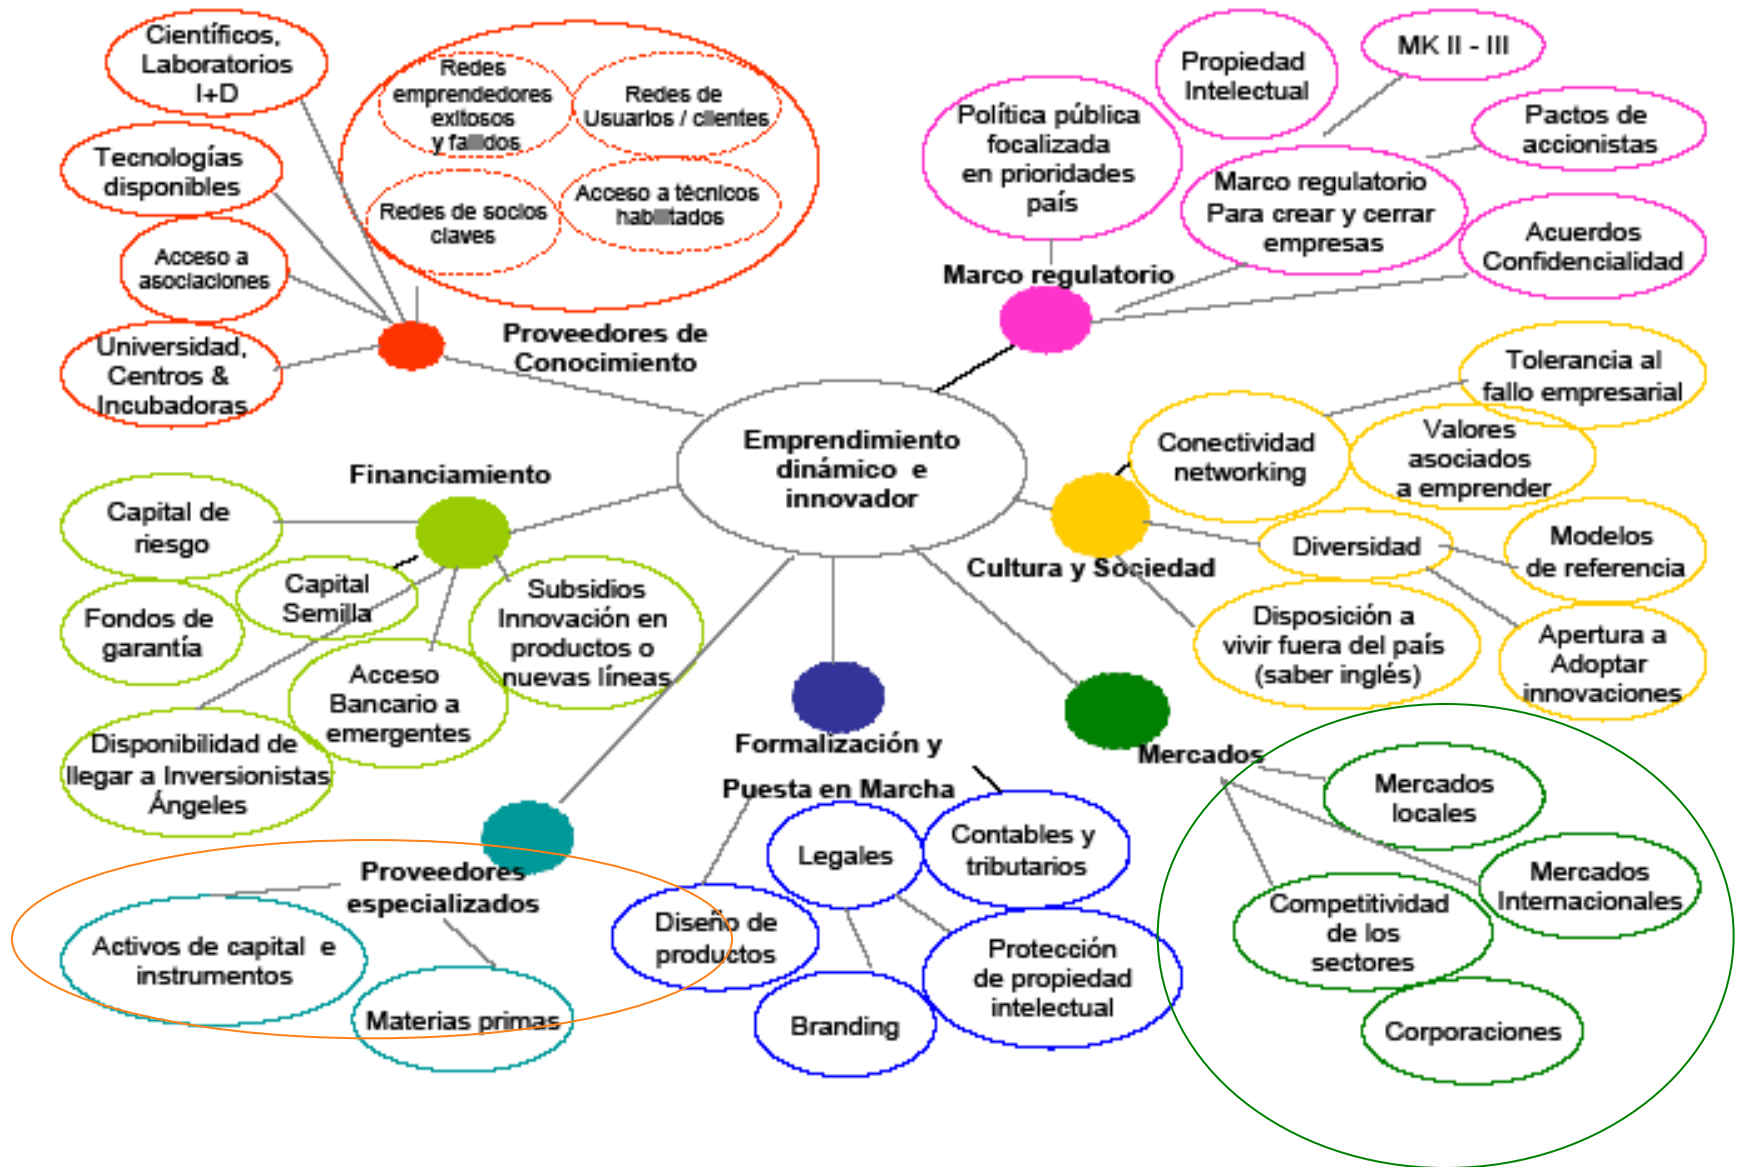 Científicos,
Laboratorios
I+D
Tecnologías
disponibles
Acceso a
asociaciones
Universidad,
Centros &
Incubadoras
Redes
emprendedores
exitosos
y fallidos
Redes de
Usuarios / clientes
Redes de socios
claves
Acceso a técnicos
habilitados
Proveedores de
Conocimiento
Política pública
focalizada
en prioridades
país
Propiedad
Intelectual
MK II - III
Pactos de
accionistas
Marco regulatorio
Para crear y cerrar
empresas
Acuerdos
Confidencialidad
Marco regulatorio
Emprendimiento
dinámico e
innovador
Tolerancia al
fallo empresarial
Conectividad
networking
Valores
asociados
a emprender
Diversidad
Modelos
de referencia
Cultura y Sociedad
Disposición a
vivir fuera del país
(saber inglés)
Apertura a
Adoptar
innovaciones
Financiamiento
Capital de
riesgo
Capital
Semilla
Fondos de
garantía
Subsidios
Innovación en
productos o
nuevas líneas
Acceso
Bancario a
emergentes
Disponibilidad de
llegar a Inversionistas
Ángeles
Proveedores
especializados
Activos de capital e
instrumentos
Materias primas
Formalización y
Puesta en Marcha
Legales
Contables y
tributarios
Diseño de
productos
Branding
Protección
de propiedad
intelectual
Mercados
Mercados
locales
Mercados
Internacionales
Competitividad
de los
sectores
Corporaciones